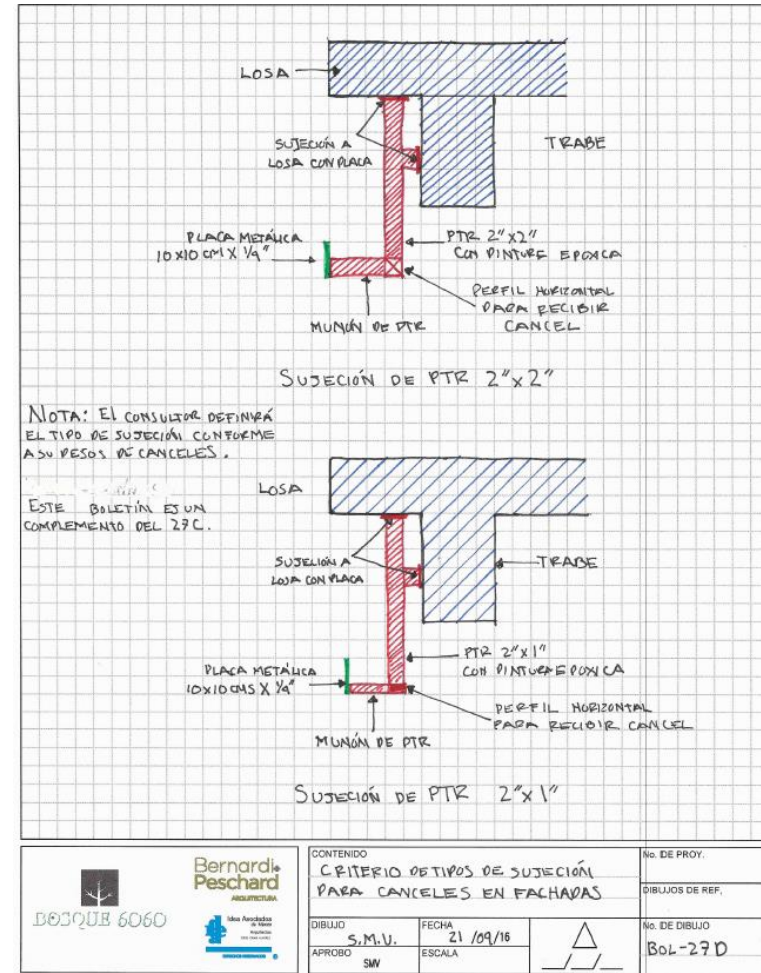 LOSA
SUJECIÓN A
LOSA CON PLACA
TRABE
PLACA METÁLICA
10x10 CM X 1/4"
PTR 2"x2"
CON PINTURA EPOXICA
PERFIL HORIZONTAL
PARA RECIBIR
CANCEL
MUÑÓN DE PTR
SUJECIÓN DE PTR 2"x2"
NOTA: EL CONSULTOR DEFINIRÁ
EL TIPO DE SUJECIÓN CONFORME
A SU PESOS DE CANCELES.
ESTE BOLETÍN ES UN
COMPLEMENTO DEL 27C.
LOSA
SUJECIÓN A
LOSA CON PLACA
TRABE
PTR 2"x1"
CON PINTURA EPOXICA
PLACA METÁLICA
10x10 CMS X 1/4"
PERFIL HORIZONTAL
PARA RECIBIR CANCEL
MUÑÓN DE PTR
SUJECIÓN DE PTR 2"x1"
BOSQUE 6060
Bernardi+
Peschard
ARQUITECTURA
Ideas Asociadas
CONTENIDO
CRITERIO DE TIPOS DE SUJECIÓN
PARA CANCELES EN FACHADAS
No. DE PROY.
DIBUJOS DE REF.
DIBUJO
S.M.U.
FECHA
21/09/16
APROBO
SMV
ESCALA
No. DE DIBUJO
BOL-27D